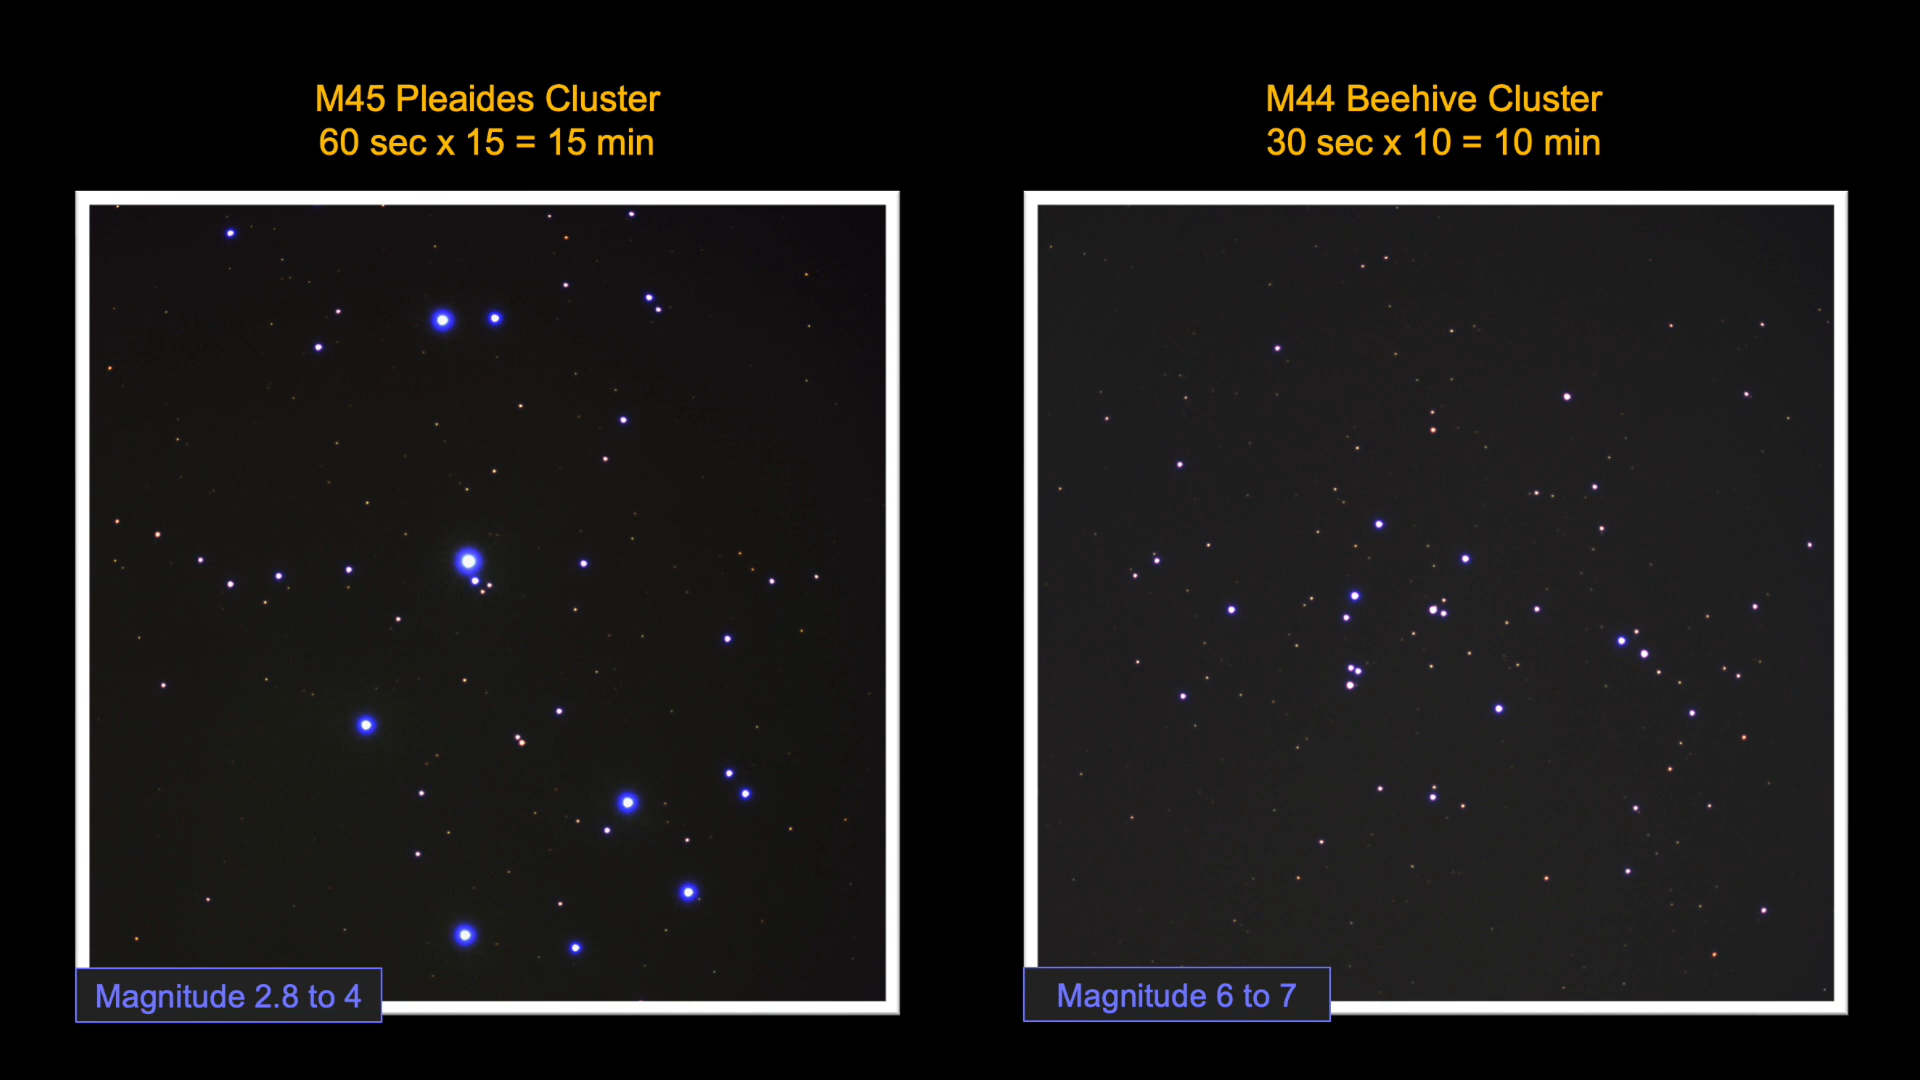 M45 Pleaides Cluster
60 sec x 15 = 15 min
M44 Beehive Cluster
30 sec x 10 = 10 min
Magnitude 2.8 to 4
Magnitude 6 to 7